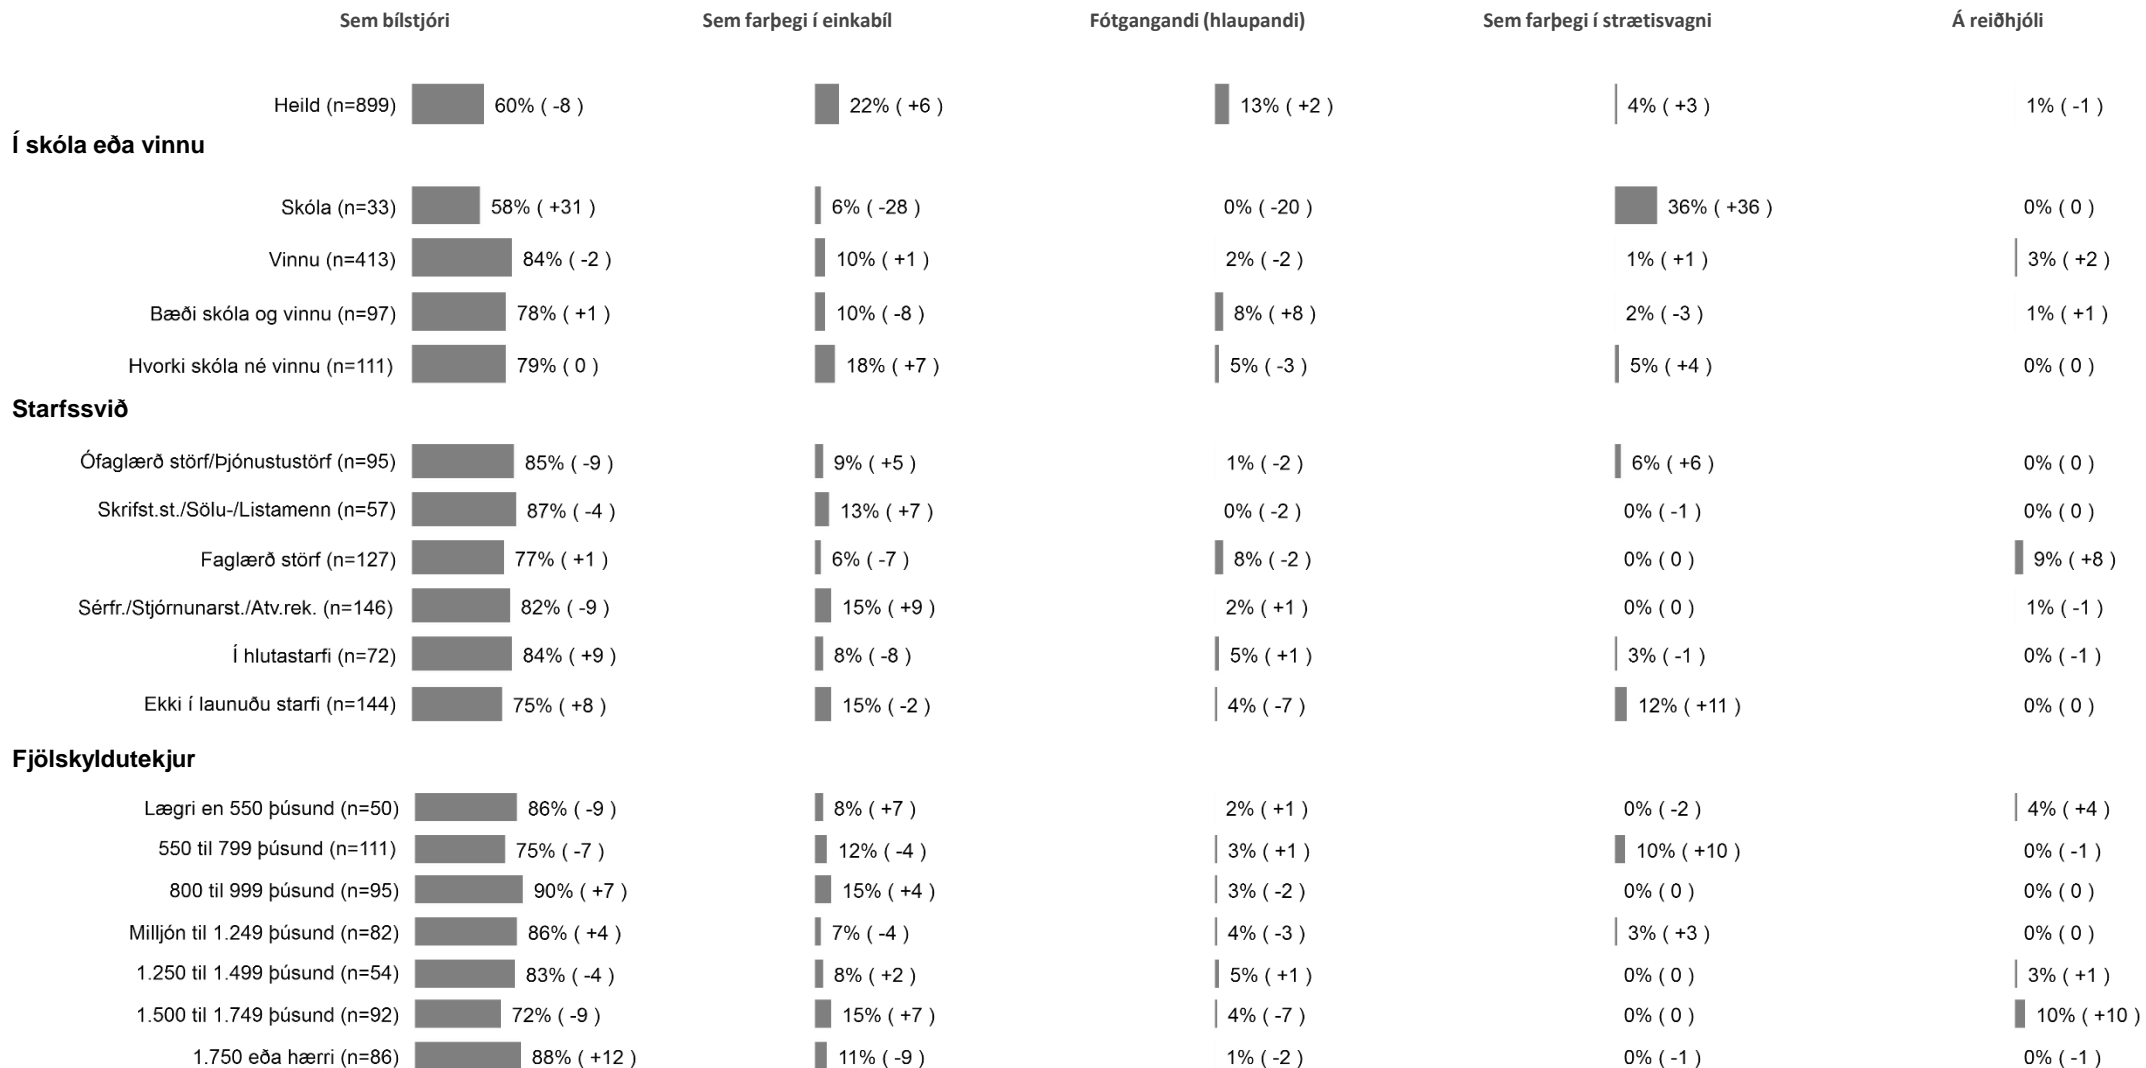 Sem bílstjóri Sem farþegi í einkabíl Fótgangandi (hlaupandi) Sem farþegi í strætisvagni Á reiðhjóli
Heild (n=899) 60% ( -8 ) 22% ( +6 ) 13% ( +2 ) 4% ( +3 ) 1% ( -1 )
Í skóla eða vinnu
Skóla (n=33) 58% ( +31 ) 6% ( -28 ) 0% ( -20 ) 36% ( +36 ) 0% ( 0 )
Vinnu (n=413) 84% ( -2 ) 10% ( +1 ) 2% ( -2 ) 1% ( +1 ) 3% ( +2 )
Bæði skóla og vinnu (n=97) 78% ( +1 ) 10% ( -8 ) 8% ( +8 ) 2% ( -3 ) 1% ( +1 )
Hvorki skóla né vinnu (n=111) 79% ( 0 ) 18% ( +7 ) 5% ( -3 ) 5% ( +4 ) 0% ( 0 )
Starfssvið
Ófaglærð störf/Þjónustustörf (n=95) 85% ( -9 ) 9% ( +5 ) 1% ( -2 ) 6% ( +6 ) 0% ( 0 )
Skrifst.st./Sölu-/Listamenn (n=57) 87% ( -4 ) 13% ( +7 ) 0% ( -2 ) 0% ( -1 ) 0% ( 0 )
Faglærð störf (n=127) 77% ( +1 ) 6% ( -7 ) 8% ( -2 ) 0% ( 0 ) 9% ( +8 )
Sérfr./Stjórnunarst./Atv.rek. (n=146) 82% ( -9 ) 15% ( +9 ) 2% ( +1 ) 0% ( 0 ) 1% ( -1 )
Í hlutastarfi (n=72) 84% ( +9 ) 8% ( -8 ) 5% ( +1 ) 3% ( -1 ) 0% ( -1 )
Ekki í launuðu starfi (n=144) 75% ( +8 ) 15% ( -2 ) 4% ( -7 ) 12% ( +11 ) 0% ( 0 )
Fjölskyldutekjur
Lægri en 550 þúsund (n=50) 86% ( -9 ) 8% ( +7 ) 2% ( +1 ) 0% ( -2 ) 4% ( +4 )
550 til 799 þúsund (n=111) 75% ( -7 ) 12% ( -4 ) 3% ( +1 ) 10% ( +10 ) 0% ( -1 )
800 til 999 þúsund (n=95) 90% ( +7 ) 15% ( +4 ) 3% ( -2 ) 0% ( 0 ) 0% ( 0 )
Milljón til 1.249 þúsund (n=82) 86% ( +4 ) 7% ( -4 ) 4% ( -3 ) 3% ( +3 ) 0% ( 0 )
1.250 til 1.499 þúsund (n=54) 83% ( -4 ) 8% ( +2 ) 5% ( +1 ) 0% ( 0 ) 3% ( +1 )
1.500 til 1.749 þúsund (n=92) 72% ( -9 ) 15% ( +7 ) 4% ( -7 ) 0% ( 0 ) 10% ( +10 )
1.750 eða hærri (n=86) 88% ( +12 ) 11% ( -9 ) 1% ( -2 ) 0% ( -1 ) 0% ( -1 )